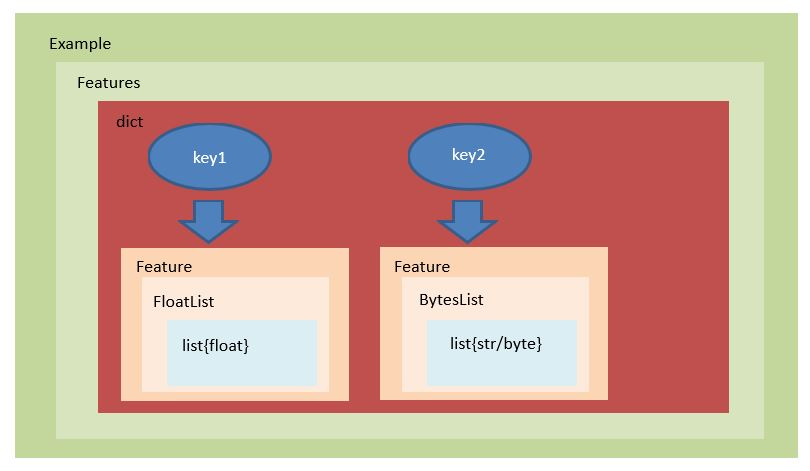 Example
Features
dict
key1
key2
Feature
Feature
FloatList
BytesList
list{float}
list{str/byte}